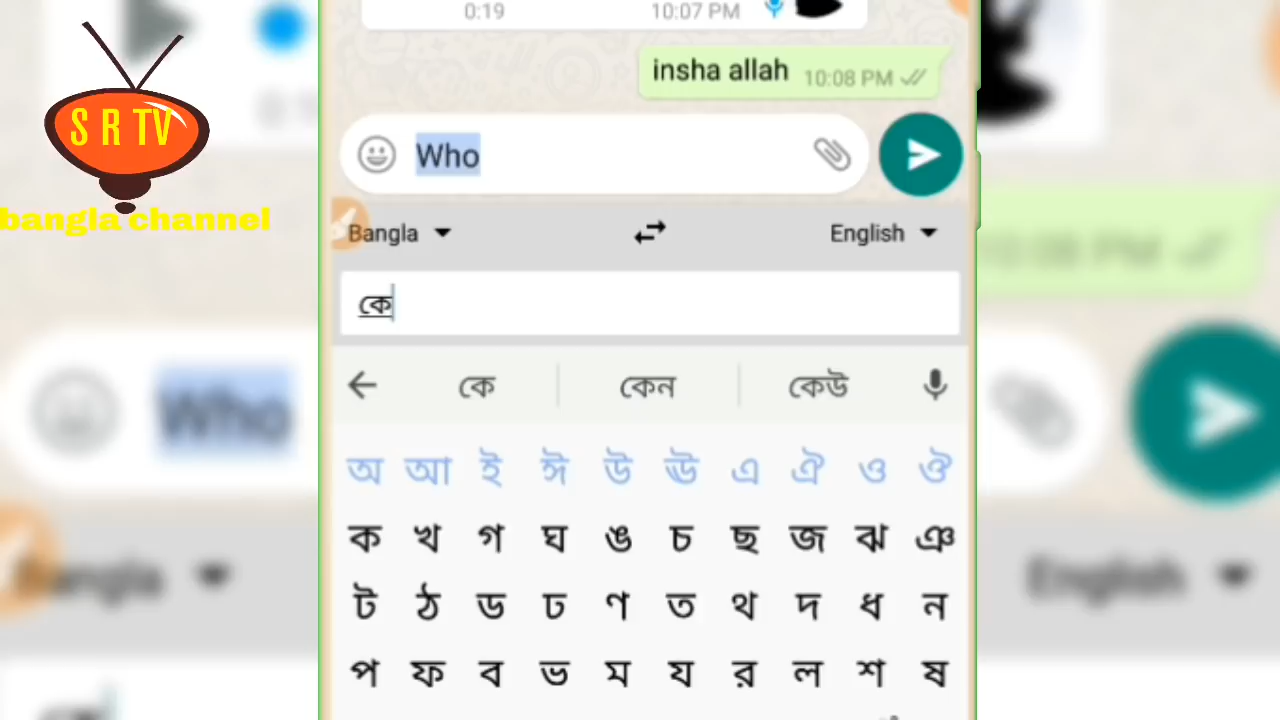 0:19 10:07 PM
insha allah 10:08 PM
S R TV
Who
bangla channel
Bangla English
কে
কে কেন কেউ
অ আ ই ঈ উ ঊ এ ঐ ও ঔ
ক খ গ ঘ ঙ চ ছ জ ঝ ঞ
ট ঠ ড ঢ ণ ত থ দ ধ ন
প ফ ব ভ ম য র ল শ ষ